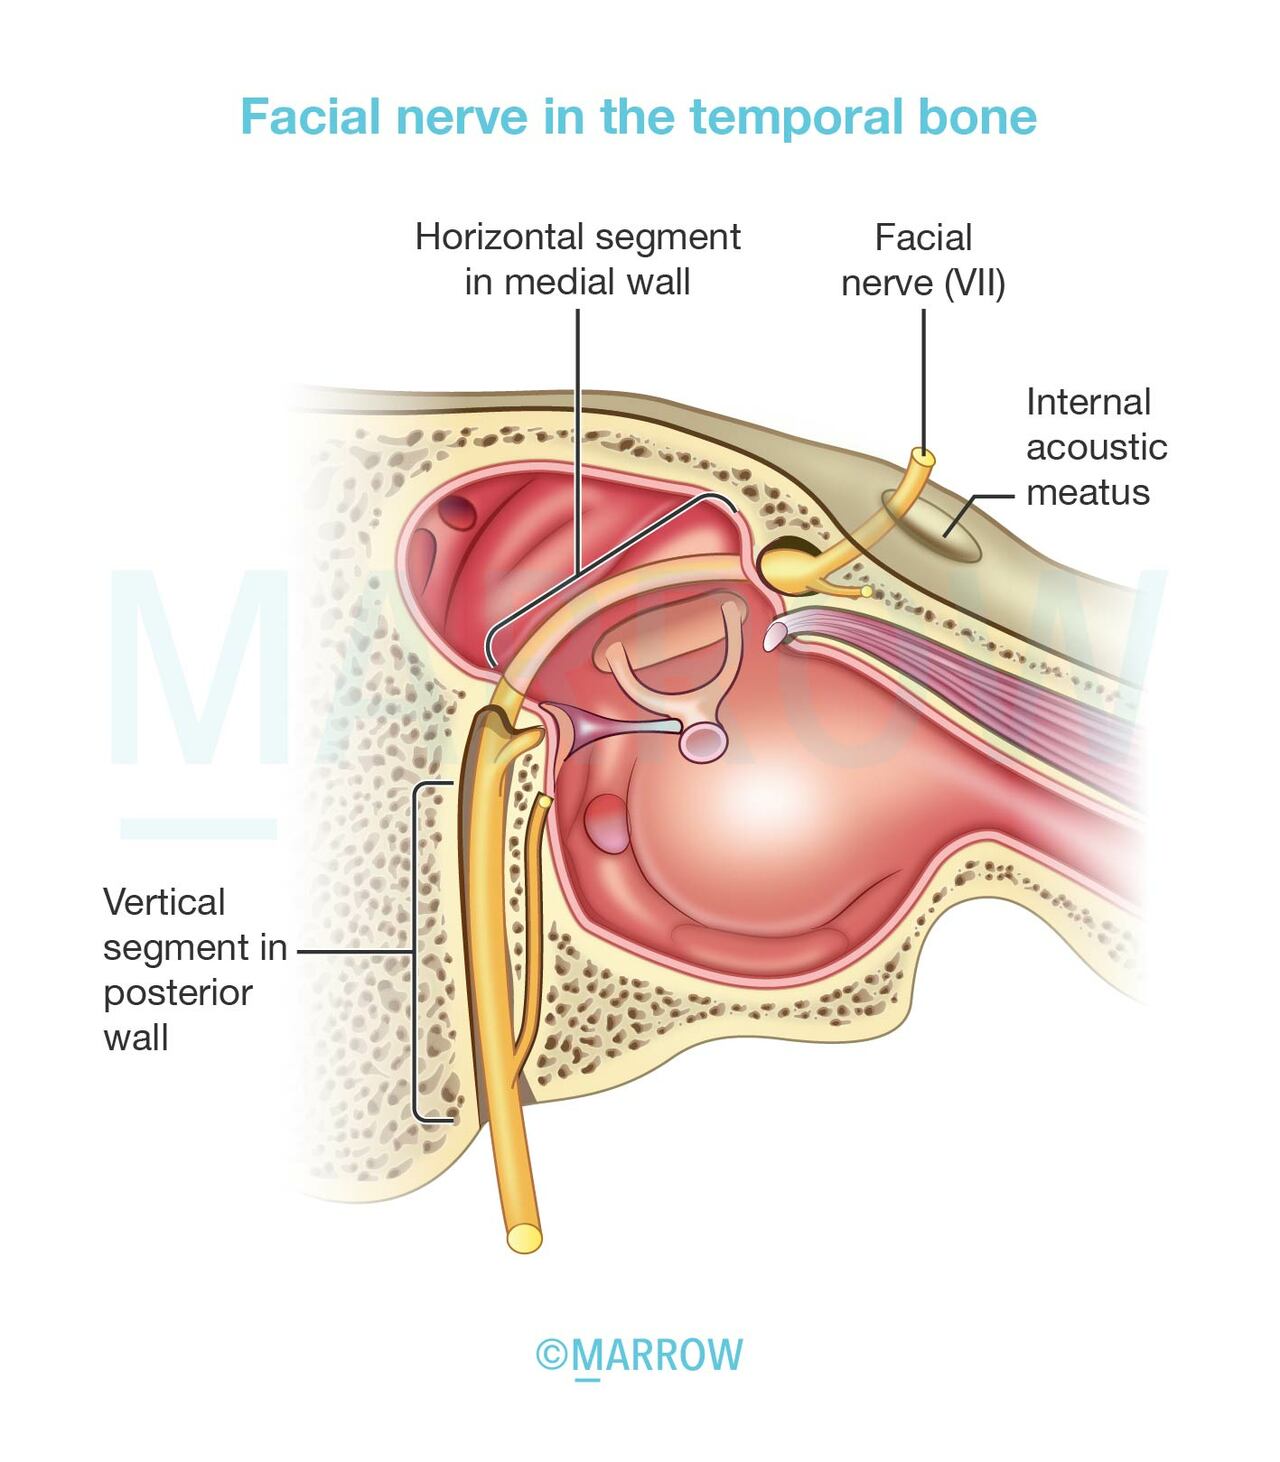 Facial nerve in the temporal bone
Horizontal segment
in medial wall
Facial
nerve (VII)
Internal
acoustic
meatus
MARROW
Vertical
segment in
posterior
wall
©MARROW